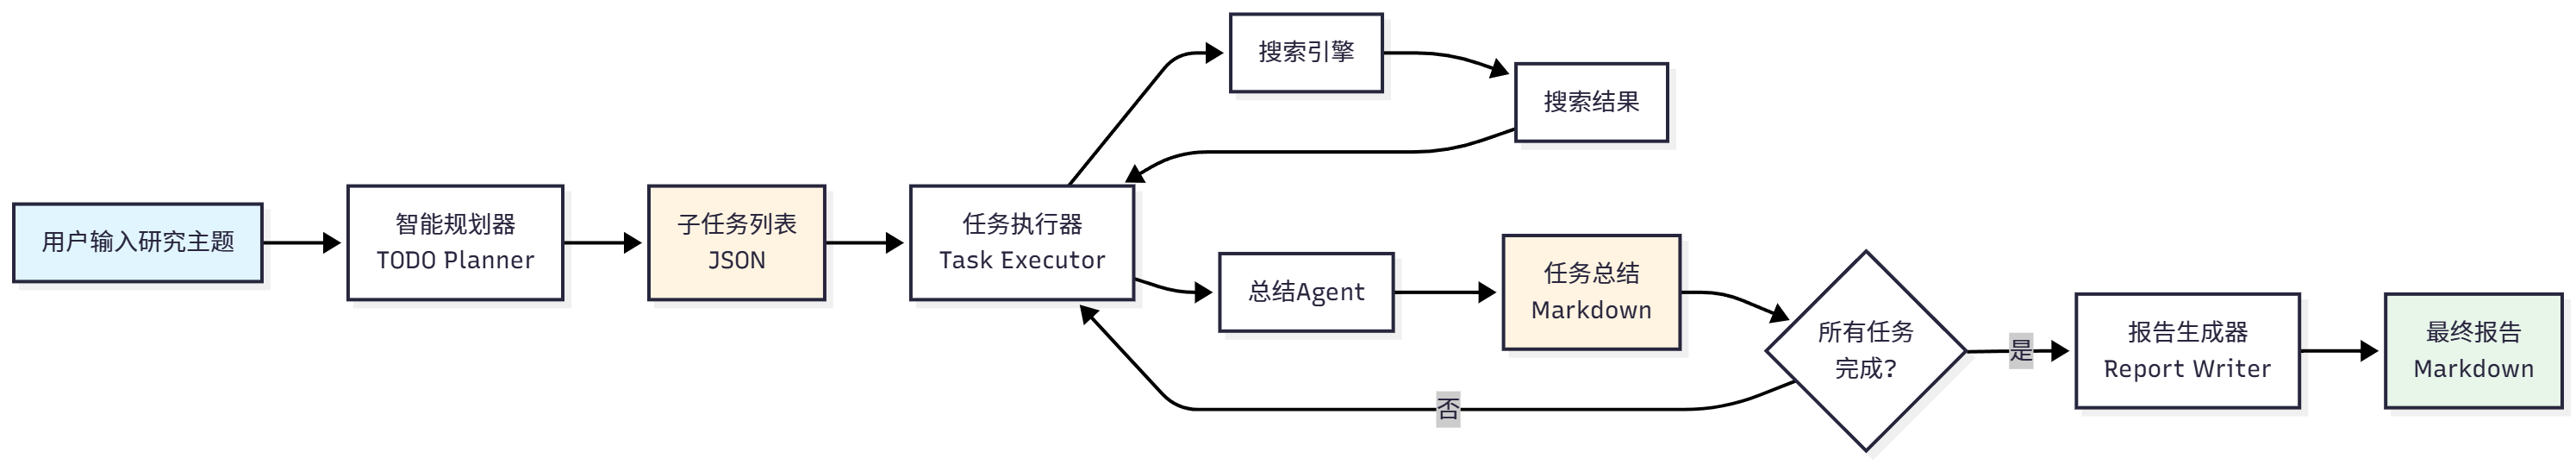 用户输入研究主题
智能规划器
TODO Planner
子任务列表
JSON
任务执行器
Task Executor
搜索引擎
搜索结果
总结Agent
任务总结
Markdown
所有任务
完成?
否
是
报告生成器
Report Writer
最终报告
Markdown